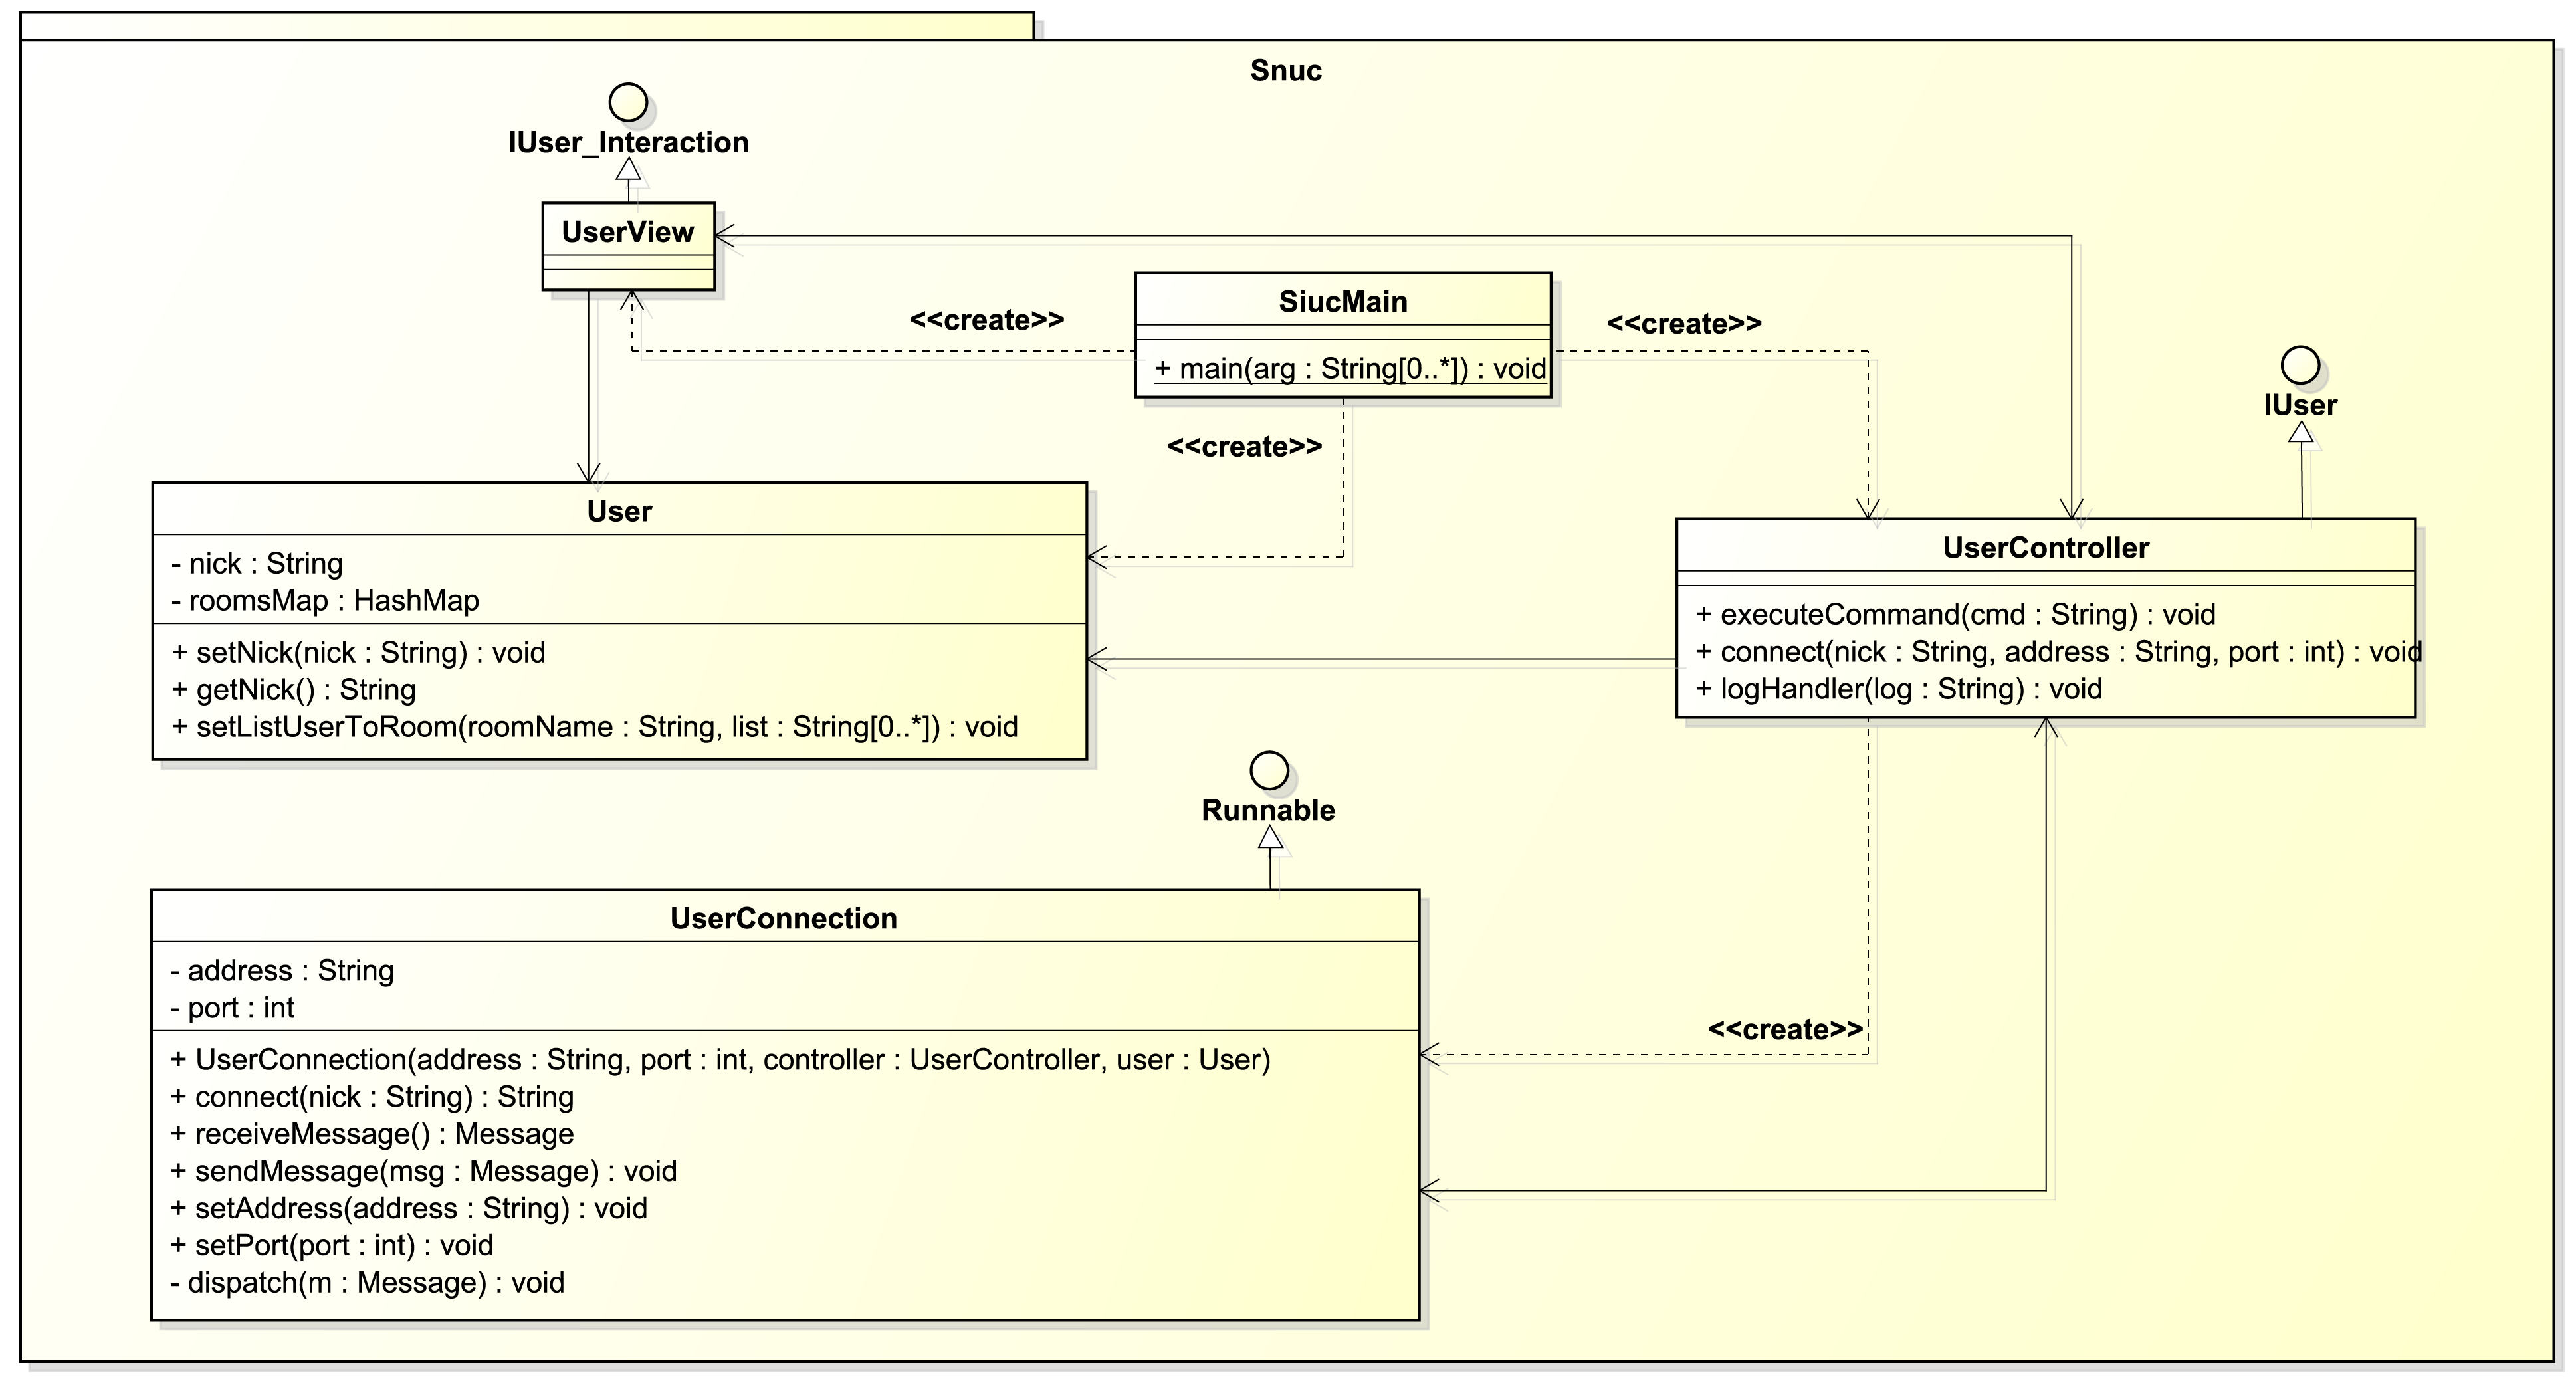 Snuc
IUser_Interaction
UserView
SiucMain
+ main(arg : String[0..*]) : void
<<create>>
<<create>>
<<create>>
IUser
User
- nick : String
- roomsMap : HashMap
+ setNick(nick : String) : void
+ getNick() : String
+ setListUserToRoom(roomName : String, list : String[0..*]) : void
UserController
+ executeCommand(cmd : String) : void
+ connect(nick : String, address : String, port : int) : void
+ logHandler(log : String) : void
Runnable
UserConnection
- address : String
- port : int
+ UserConnection(address : String, port : int, controller : UserController, user : User)
+ connect(nick : String) : String
+ receiveMessage() : Message
+ sendMessage(msg : Message) : void
+ setAddress(address : String) : void
+ setPort(port : int) : void
- dispatch(m : Message) : void
<<create>>